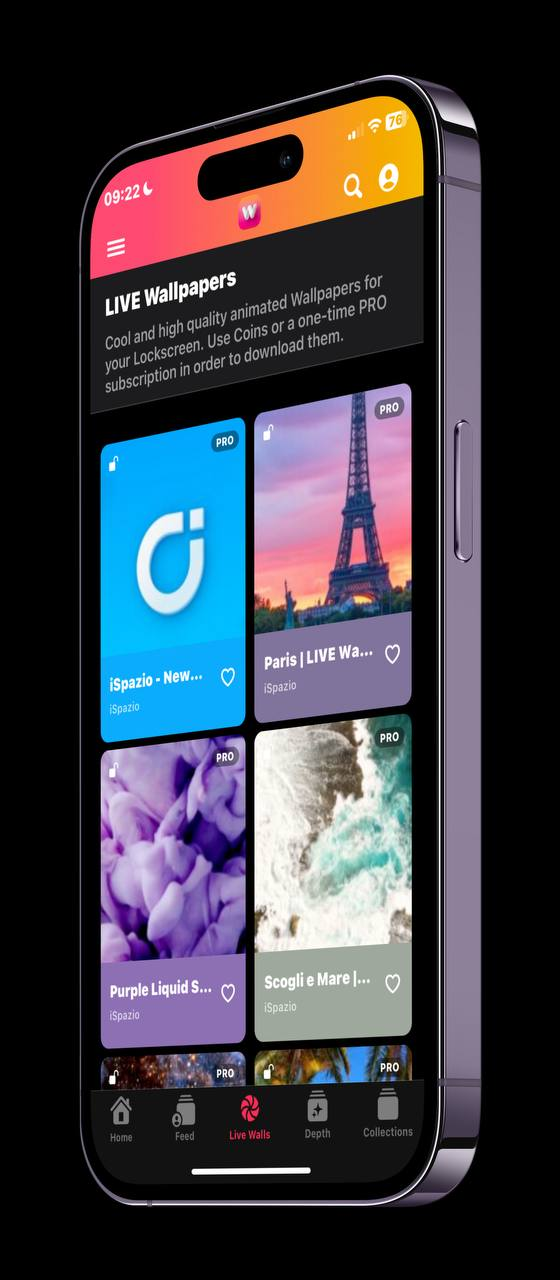 09:22
76
W
LIVE Wallpapers
Cool and high quality animated Wallpapers for
your Lockscreen. Use Coins or a one-time PRO
subscription in order to download them.
PRO
PRO
iSpazio - New...
iSpazio
Paris | LIVE Wa...
iSpazio
PRO
PRO
Purple Liquid S...
iSpazio
Scogli e Mare |...
iSpazio
PRO
PRO
Home
Feed
Live Walls
Depth
Collections